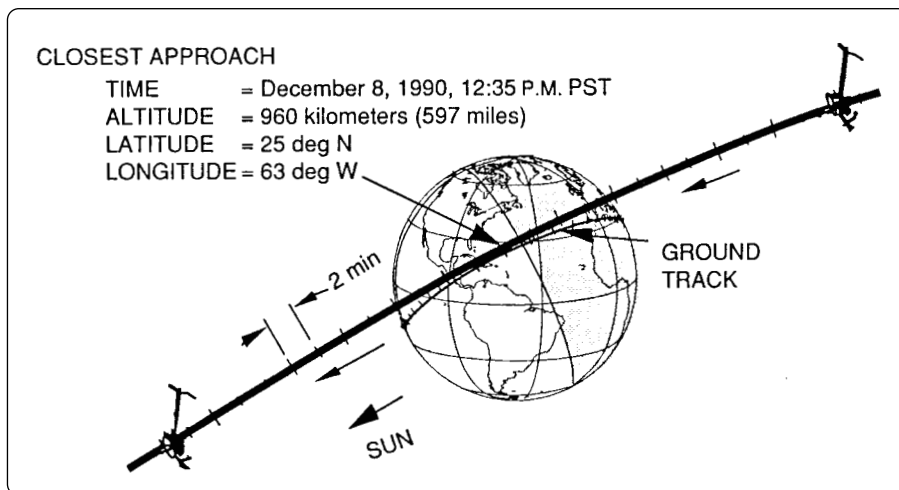 CLOSEST APPROACH
TIME = December 8, 1990, 12:35 P.M. PST
ALTITUDE = 960 kilometers (597 miles)
LATITUDE = 25 deg N
LONGITUDE = 63 deg W
GROUND
TRACK
2 min
SUN